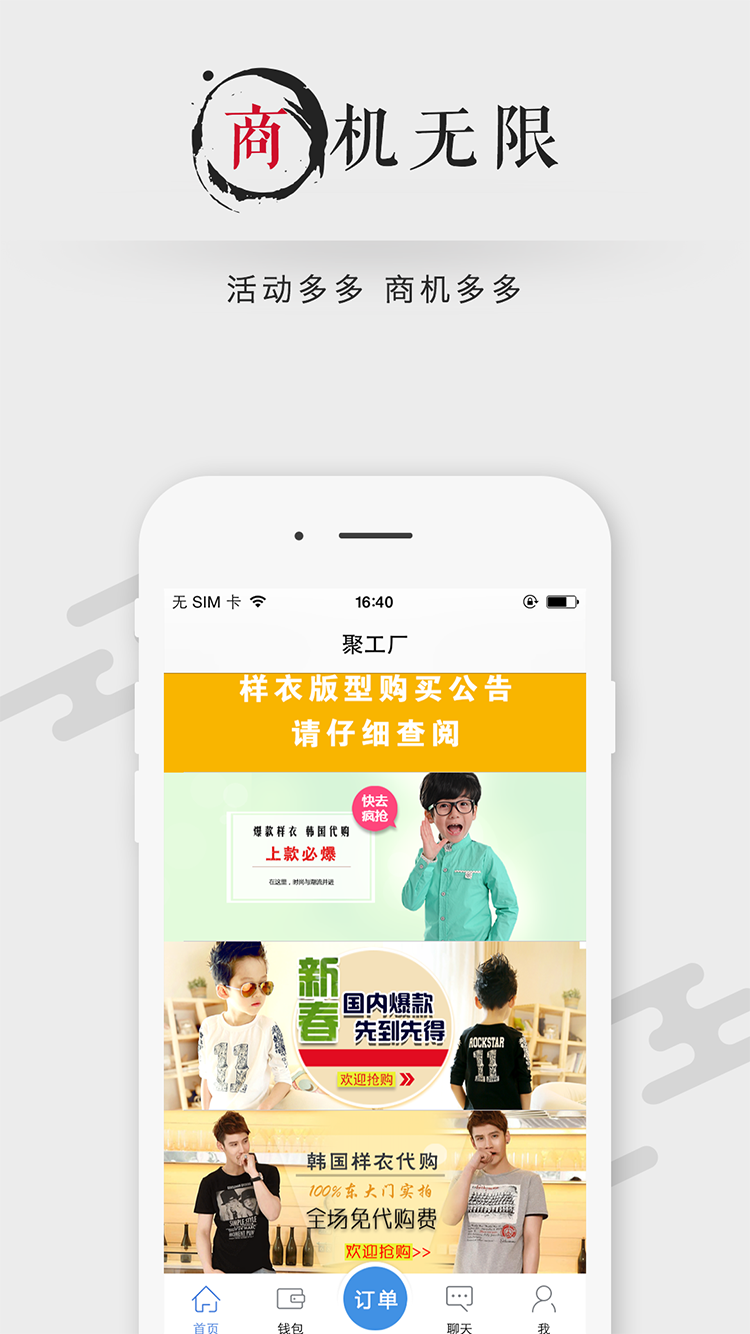 商机无限
活动多多 商机多多
无 SIM 卡
16:40
聚工厂
样衣版型购买公告
请仔细查阅
快去
疯抢
爆款样衣 韩国代购
上款必爆
在这里，时尚与潮流并进
新春
国内爆款
先到先得
欢迎抢购
11
ROCKSTAR
11
韩国样衣代购
100%东大门实拍
全场免代购费
欢迎抢购>>
SIMPLE STYLE
订单
首页
钱包
聊天
我